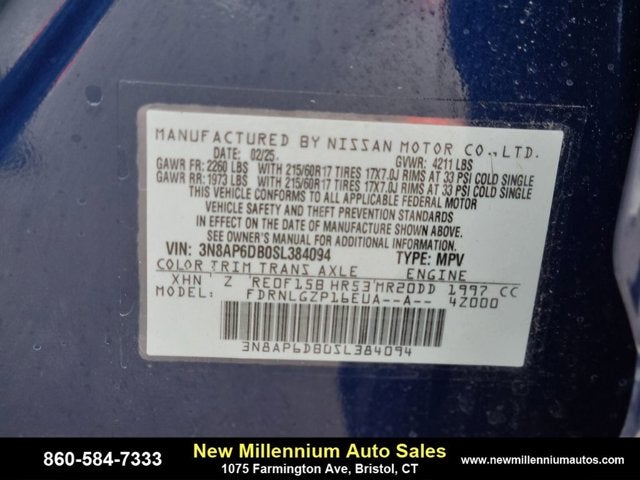 MANUFACTURED BY NISSAN MOTOR CO., LTD.
DATE: 02/25 GVWR: 4211 LBS
GAWR FR: 2260 LBS WITH 215/60R17 TIRES 17X7.0J RIMS AT 33 PSI COLD SINGLE
GAWR RR: 1973 LBS WITH 215/60R17 TIRES 17X7.0J RIMS AT 33 PSI COLD SINGLE
THIS VEHICLE CONFORMS TO ALL APPLICABLE FEDERAL MOTOR
VEHICLE SAFETY AND THEFT PREVENTION STANDARDS
IN EFFECT ON THE DATE OF MANUFACTURE SHOWN ABOVE.
SEE OWNER'S MANUAL FOR ADDITIONAL INFORMATION.
VIN: 3N8AP6DB0SL384094 TYPE: MPV
COLOR TRIM TRANS AXLE ENGINE
XHN Z RE0F15B HR53 MR20DD 1997 CC
MODEL: FDRNLGZP16EUA--A-- 4Z000
3N8AP6DB0SL384094
860-584-7333
New Millennium Auto Sales
1075 Farmington Ave, Bristol, CT
www.newmillenniumautos.com